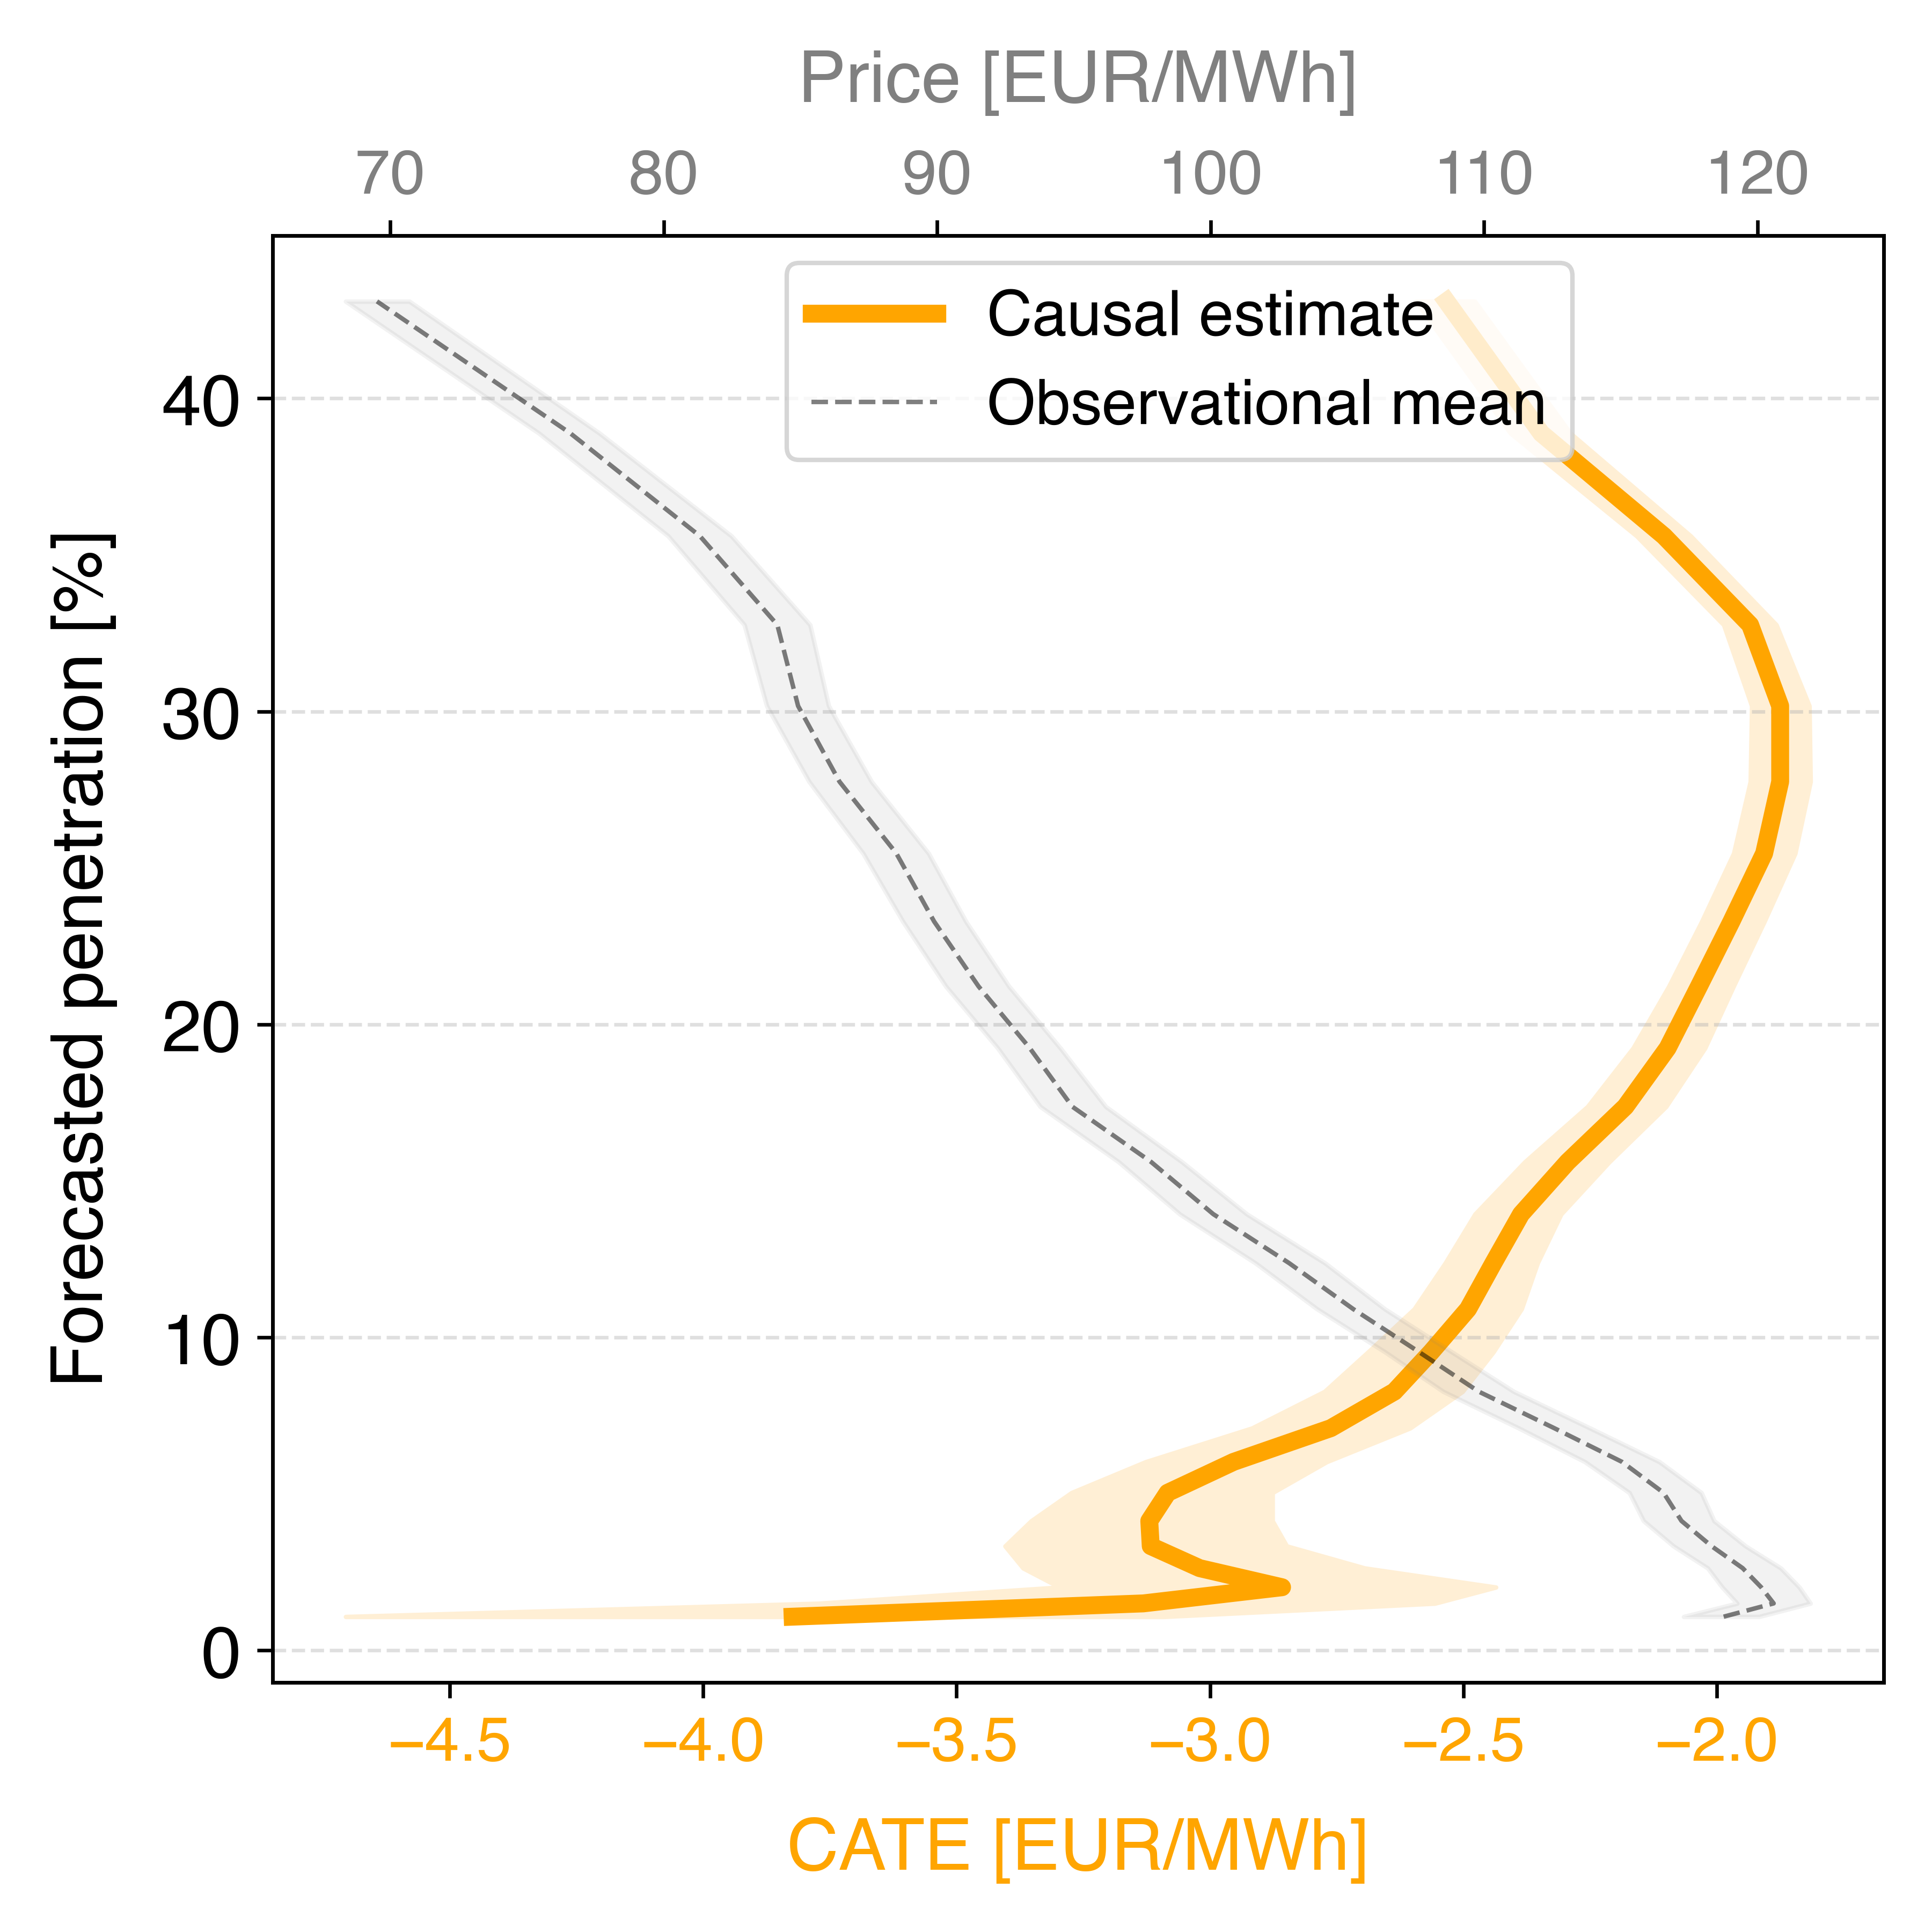 Price [EUR/MWh]
70 80 90 100 110 120
Causal estimate
Observational mean
Forecasted penetration [%]
40
30
20
10
0
−4.5 −4.0 −3.5 −3.0 −2.5 −2.0
CATE [EUR/MWh]